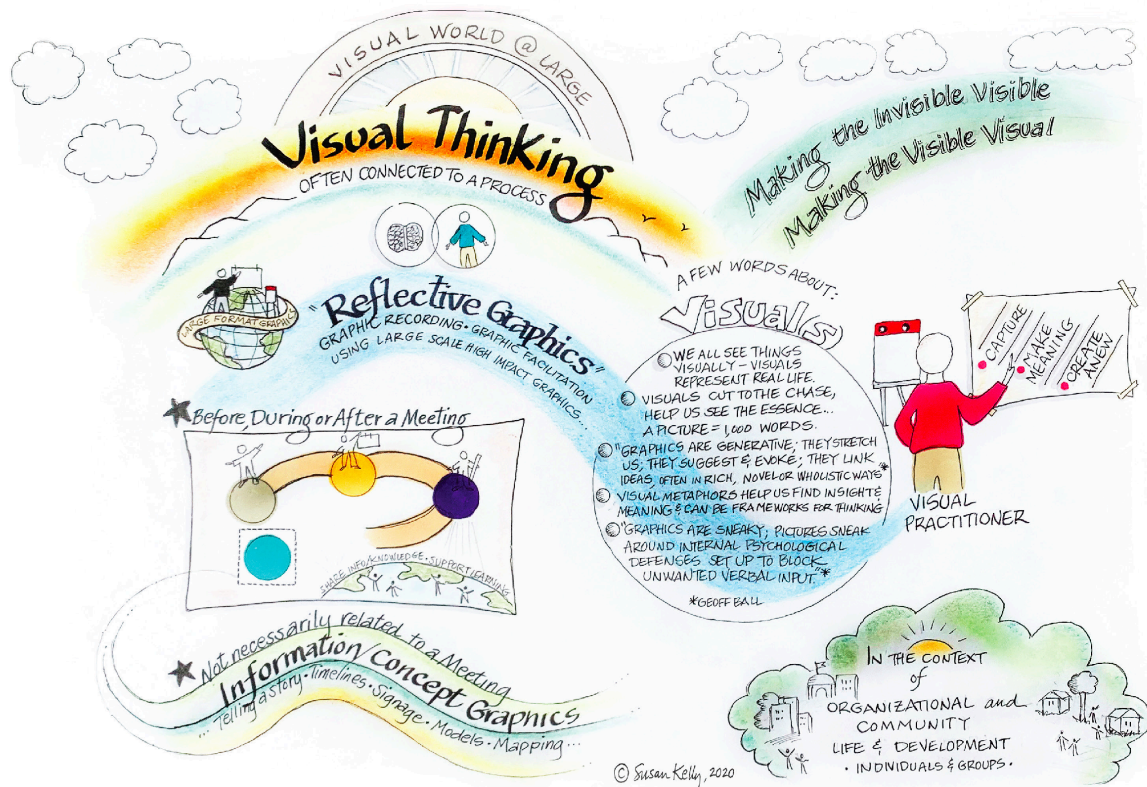 VISUAL WORLD @ LARGE
Visual Thinking
OFTEN CONNECTED TO A PROCESS
Making the Invisible Visible
Making the Visible Visual
LARGE FORMAT GRAPHICS
"Reflective Graphics"
GRAPHIC RECORDING • GRAPHIC FACILITATION
USING LARGE SCALE HIGH IMPACT GRAPHICS...
A FEW WORDS ABOUT:
Visuals
WE ALL SEE THINGS
VISUALLY – VISUALS
REPRESENT REAL LIFE.
VISUALS CUT TO THE CHASE,
HELP US SEE THE ESSENCE...
A PICTURE = 1,000 WORDS.
"GRAPHICS ARE GENERATIVE; THEY STRETCH
US; THEY SUGGEST & EVOKE; THEY LINK
IDEAS, OFTEN IN RICH, NOVEL OR WHOLISTIC WAYS"*
VISUAL METAPHORS HELP US FIND INSIGHT &
MEANING & CAN BE FRAMEWORKS FOR THINKING
"GRAPHICS ARE SNEAKY; PICTURES SNEAK
AROUND INTERNAL PSYCHOLOGICAL
DEFENSES SET UP TO BLOCK
UNWANTED VERBAL INPUT."*
*GEOFF BALL
• CAPTURE
• MAKE
MEANING
• CREATE
ANEW
VISUAL
PRACTITIONER
★ Before, During or After a Meeting
SHARE INFO/KNOWLEDGE • SUPPORT LEARNING
★ Not necessarily related to a Meeting
Information/Concept Graphics
... Telling a story • Timelines • Signage • Models • Mapping ...
IN THE CONTEXT
of
ORGANIZATIONAL and
COMMUNITY
LIFE & DEVELOPMENT
• INDIVIDUALS & GROUPS •
© Susan Kelly, 2020